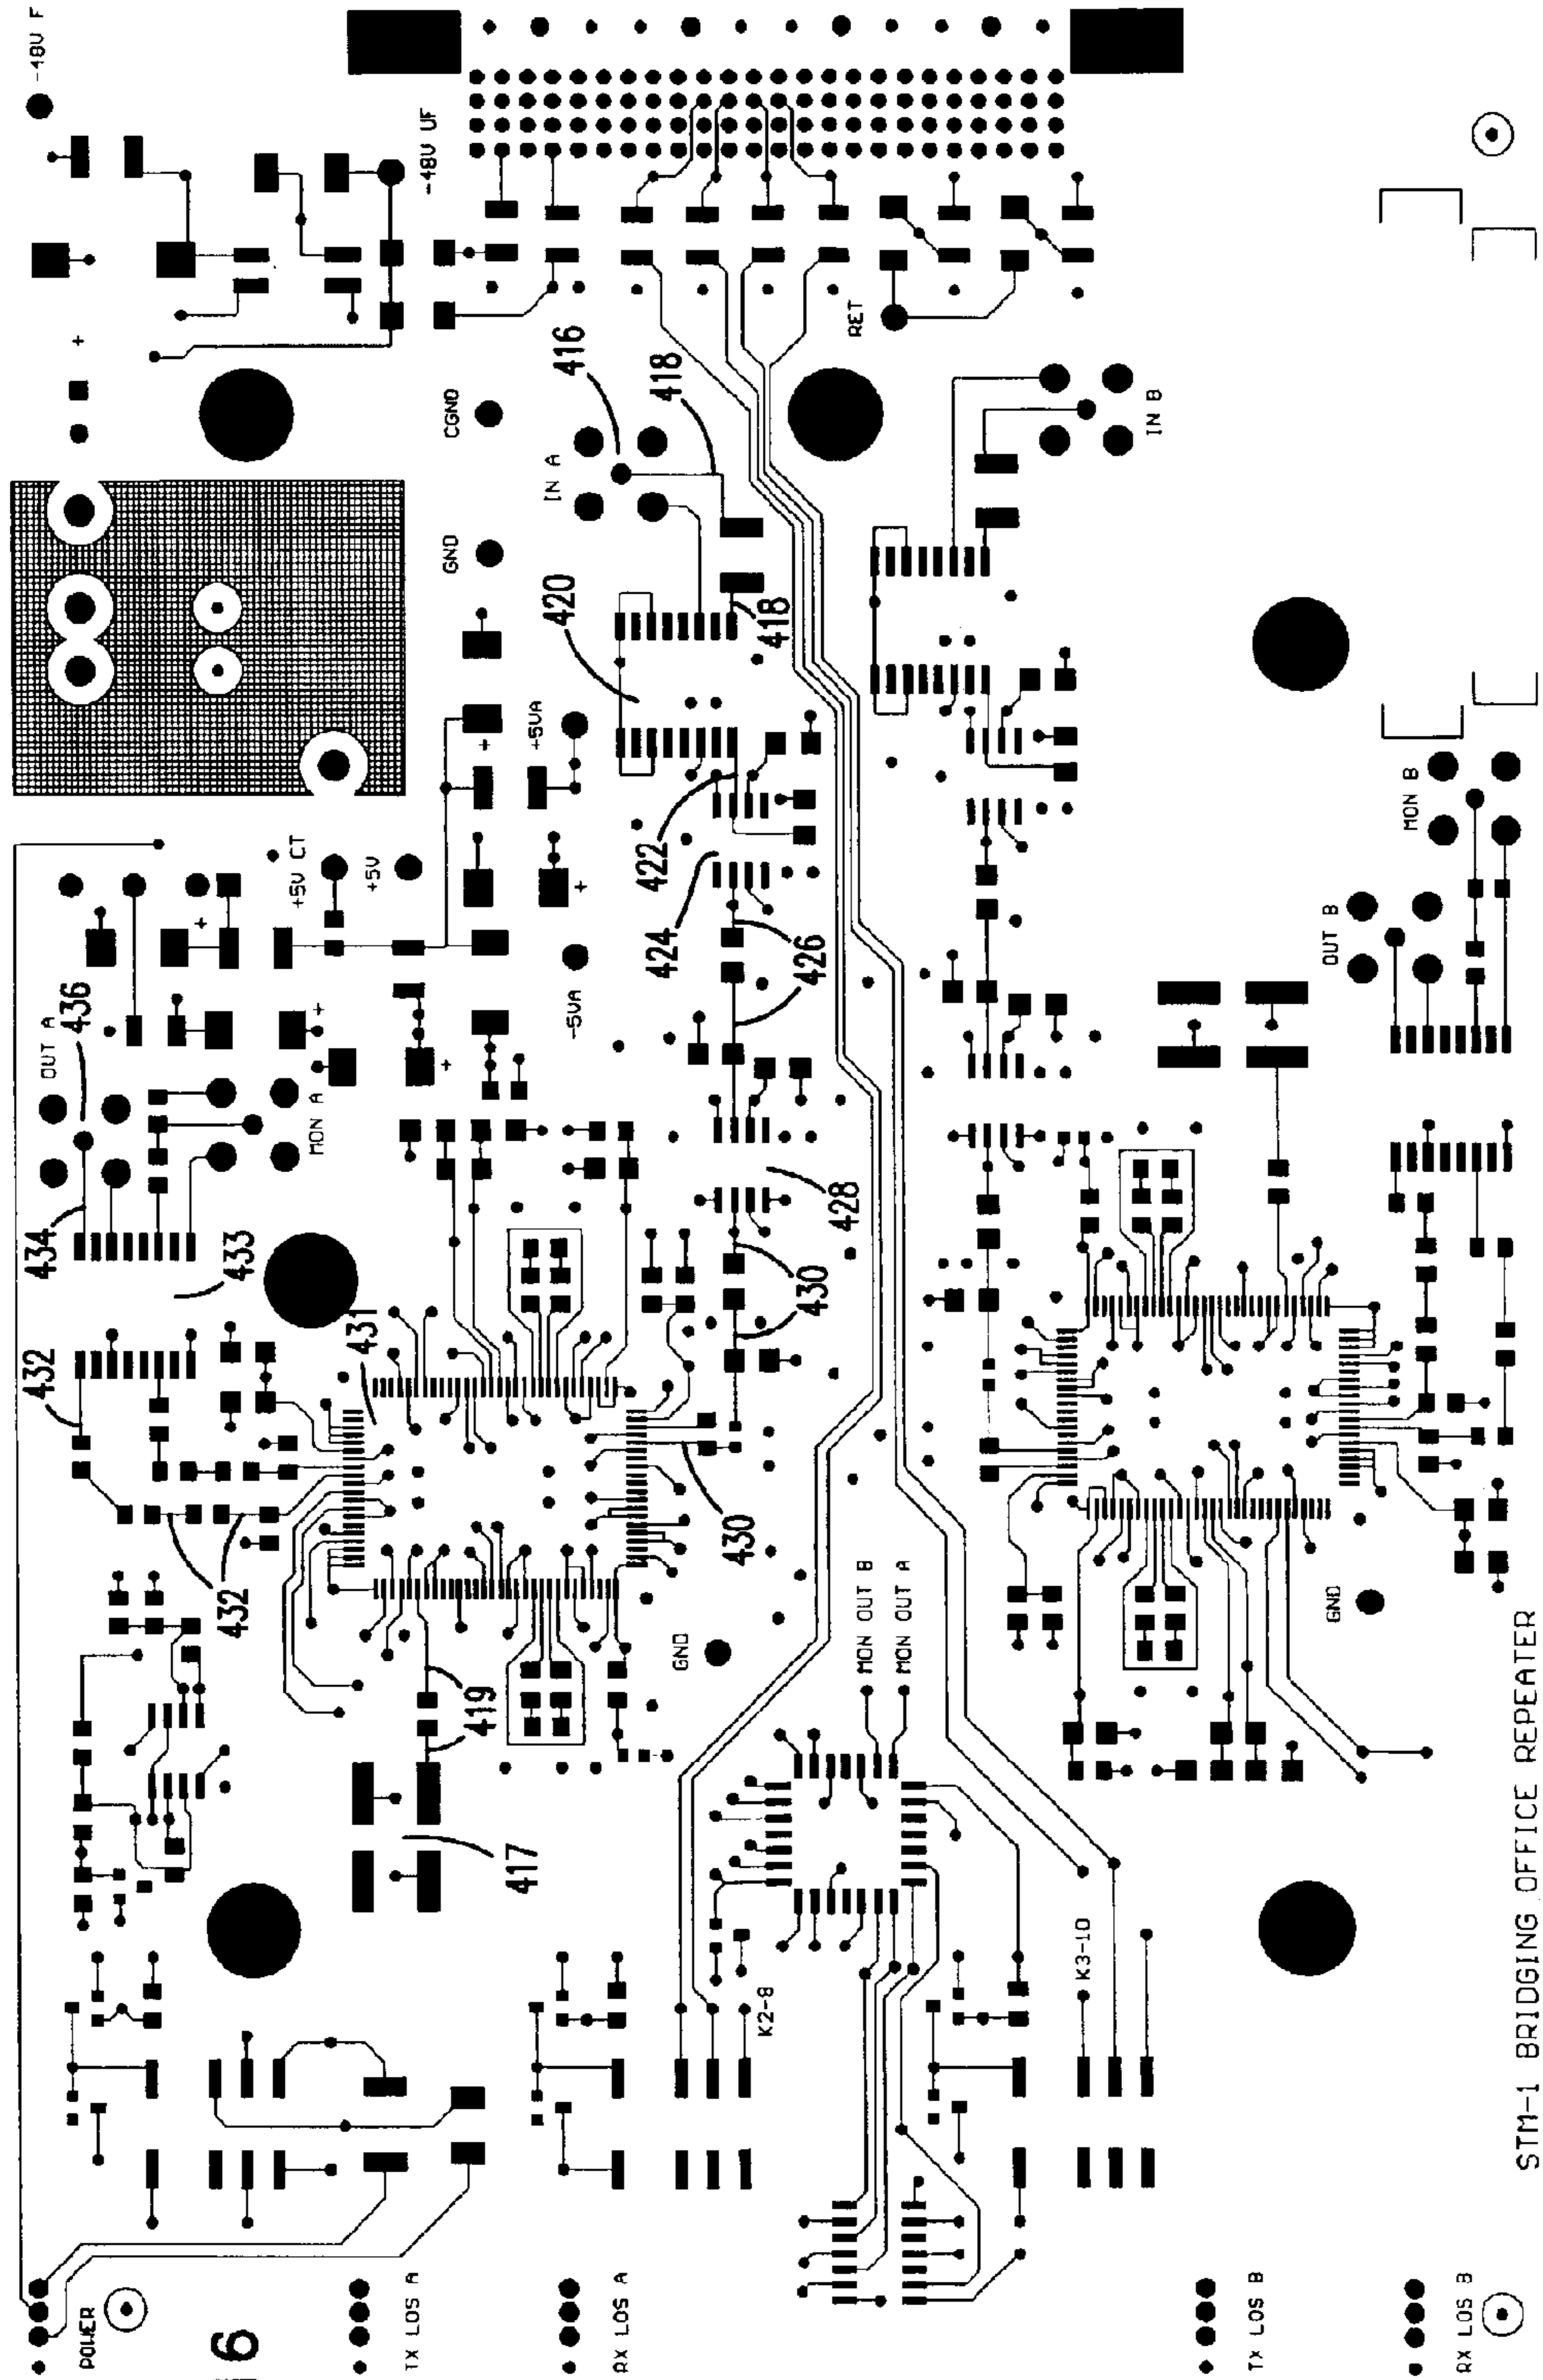 -48V F
-48V UF
+
RET
416
418
CGND
IN A
IN B
GND
420
418
+
+5VA
422
424
426
MON B
+5V CT
+5V
+
+
-5VA
OUT B
436
OUT A
+
+
MON A
434
433
428
430
432
431
430
432
419
417
GND
MON OUT B
MON OUT A
GND
K2-8
K3-10
STM-1 BRIDGING OFFICE REPEATER
POWER
6
TX LOS A
RX LOS A
TX LOS B
RX LOS B